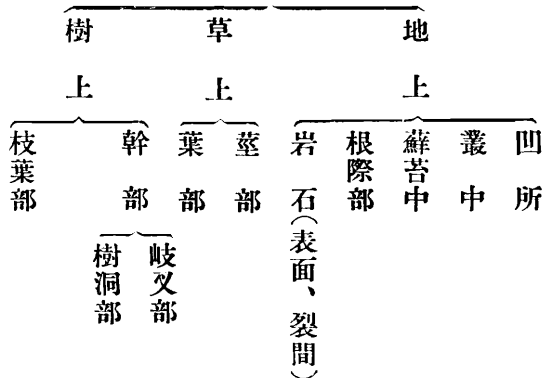 地上
凹所
叢中
蘚苔中
根際部
岩石(表面、裂間)
草上
莖部
葉部
樹上
幹部
岐叉部
樹洞部
枝葉部